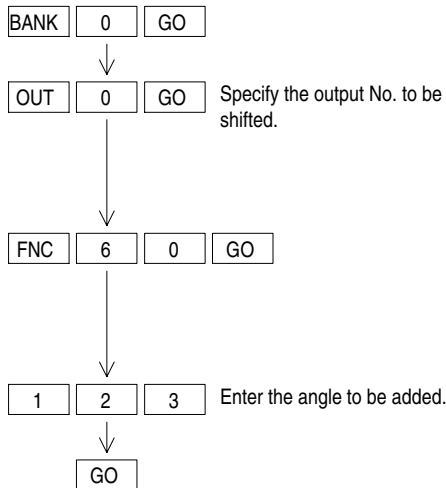 BANK 0 GO
OUT 0 GO Specify the output No. to be
shifted.
FNC 6 0 GO
1 2 3 Enter the angle to be added.
GO